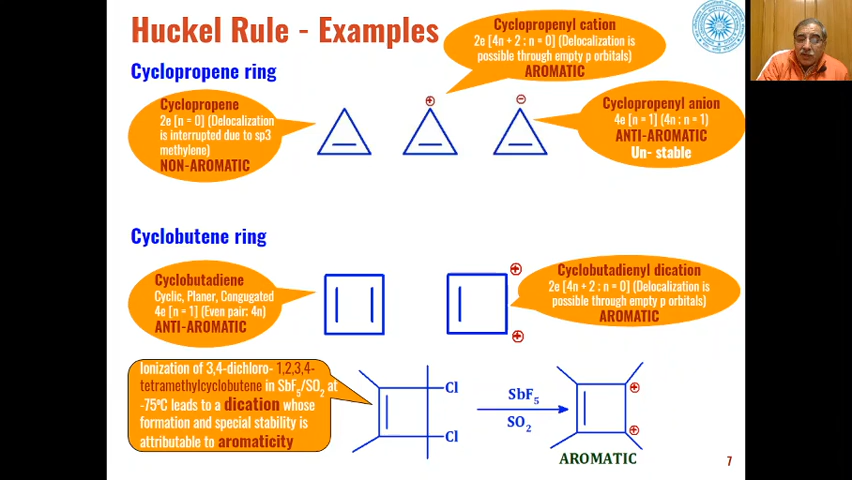 Huckel Rule - Examples
Cyclopropenyl cation
2e [4n + 2 ; n = 0] (Delocalization is
possible through empty p orbitals)
AROMATIC
Cyclopropene ring
Cyclopropene
2e [n = 0] (Delocalization
is interrupted due to sp3
methylene)
NON-AROMATIC
+
-
Cyclopropenyl anion
4e [n = 1] (4n ; n = 1)
ANTI-AROMATIC
Un- stable
Cyclobutene ring
Cyclobutadiene
Cyclic, Planer, Congugated
4e [n = 1] (Even pair; 4n)
ANTI-AROMATIC
+
+
Cyclobutadienyl dication
2e [4n + 2 ; n = 0] (Delocalization is
possible through empty p orbitals)
AROMATIC
Ionization of 3,4-dichloro- 1,2,3,4-
tetramethylcyclobutene in SbF5/SO2 at
-75°C leads to a dication whose
formation and special stability is
attributable to aromaticity
Cl
Cl
SbF5
SO2
+
+
AROMATIC
7